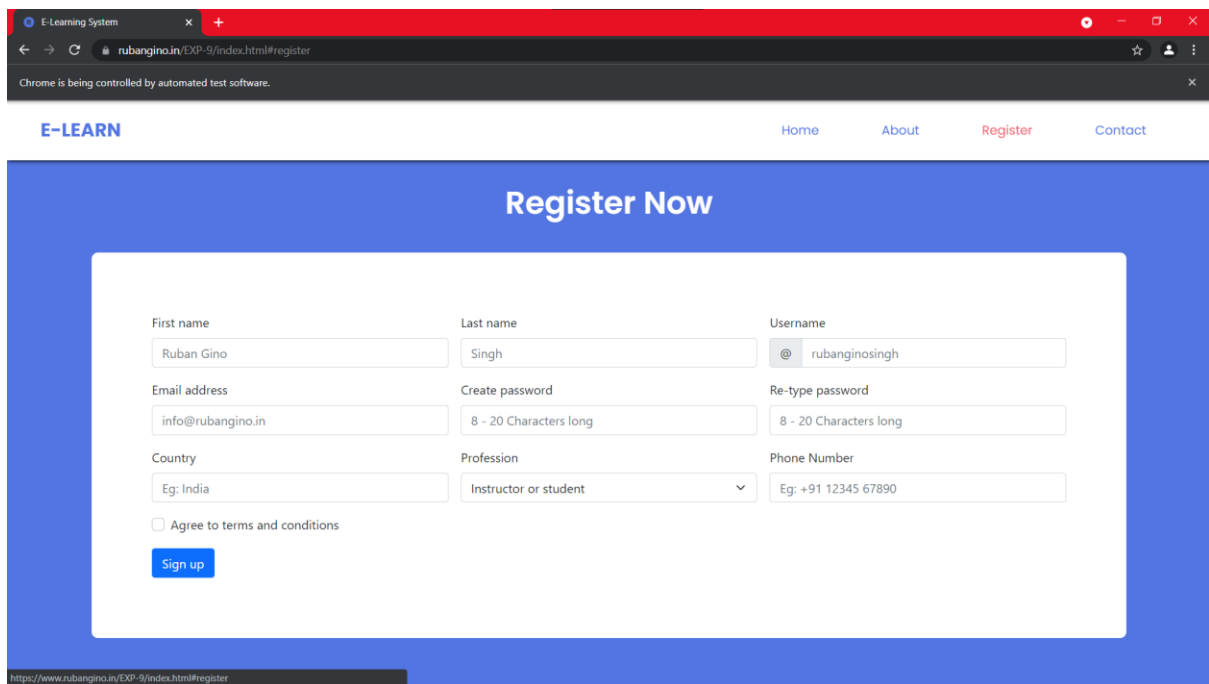 E-Learning System
rubangino.in/EXP-9/index.html#register
Chrome is being controlled by automated test software.
E-LEARN Home About Register Contact
Register Now
First name Last name Username
Ruban Gino Singh @ rubanginosingh
Email address Create password Re-type password
info@rubangino.in 8 - 20 Characters long 8 - 20 Characters long
Country Profession Phone Number
Eg: India Instructor or student Eg: +91 12345 67890
Agree to terms and conditions
Sign up
https://www.rubangino.in/EXP-9/index.html#register